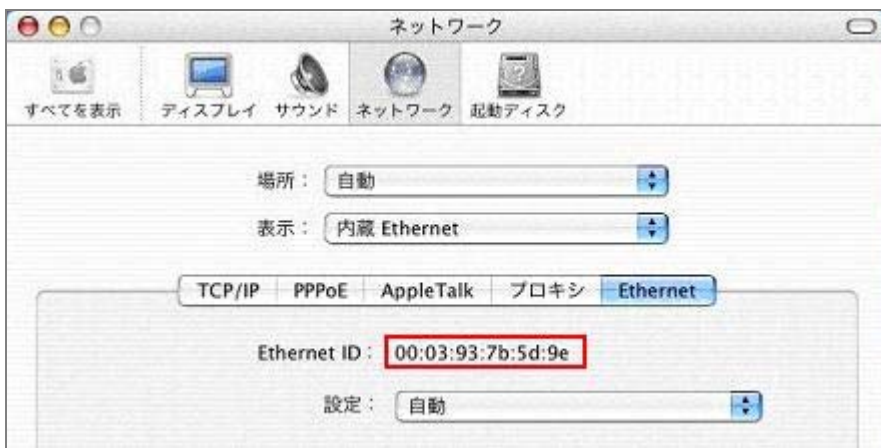 ネットワーク
すべてを表示 ディスプレイ サウンド ネットワーク 起動ディスク
場所： 自動
表示： 内蔵 Ethernet
TCP/IP PPPoE AppleTalk プロキシ Ethernet
Ethernet ID： 00:03:93:7b:5d:9e
設定： 自動